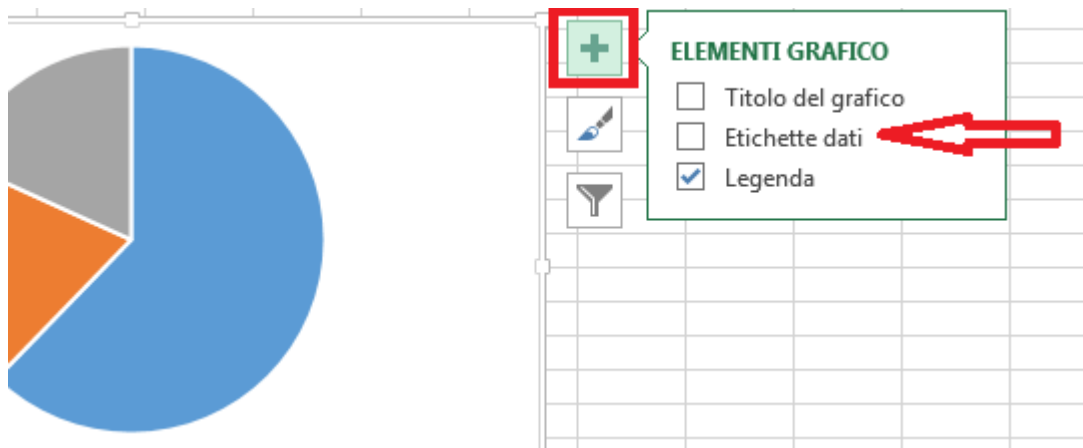 ELEMENTI GRAFICO
Titolo del grafico
Etichette dati
Legenda